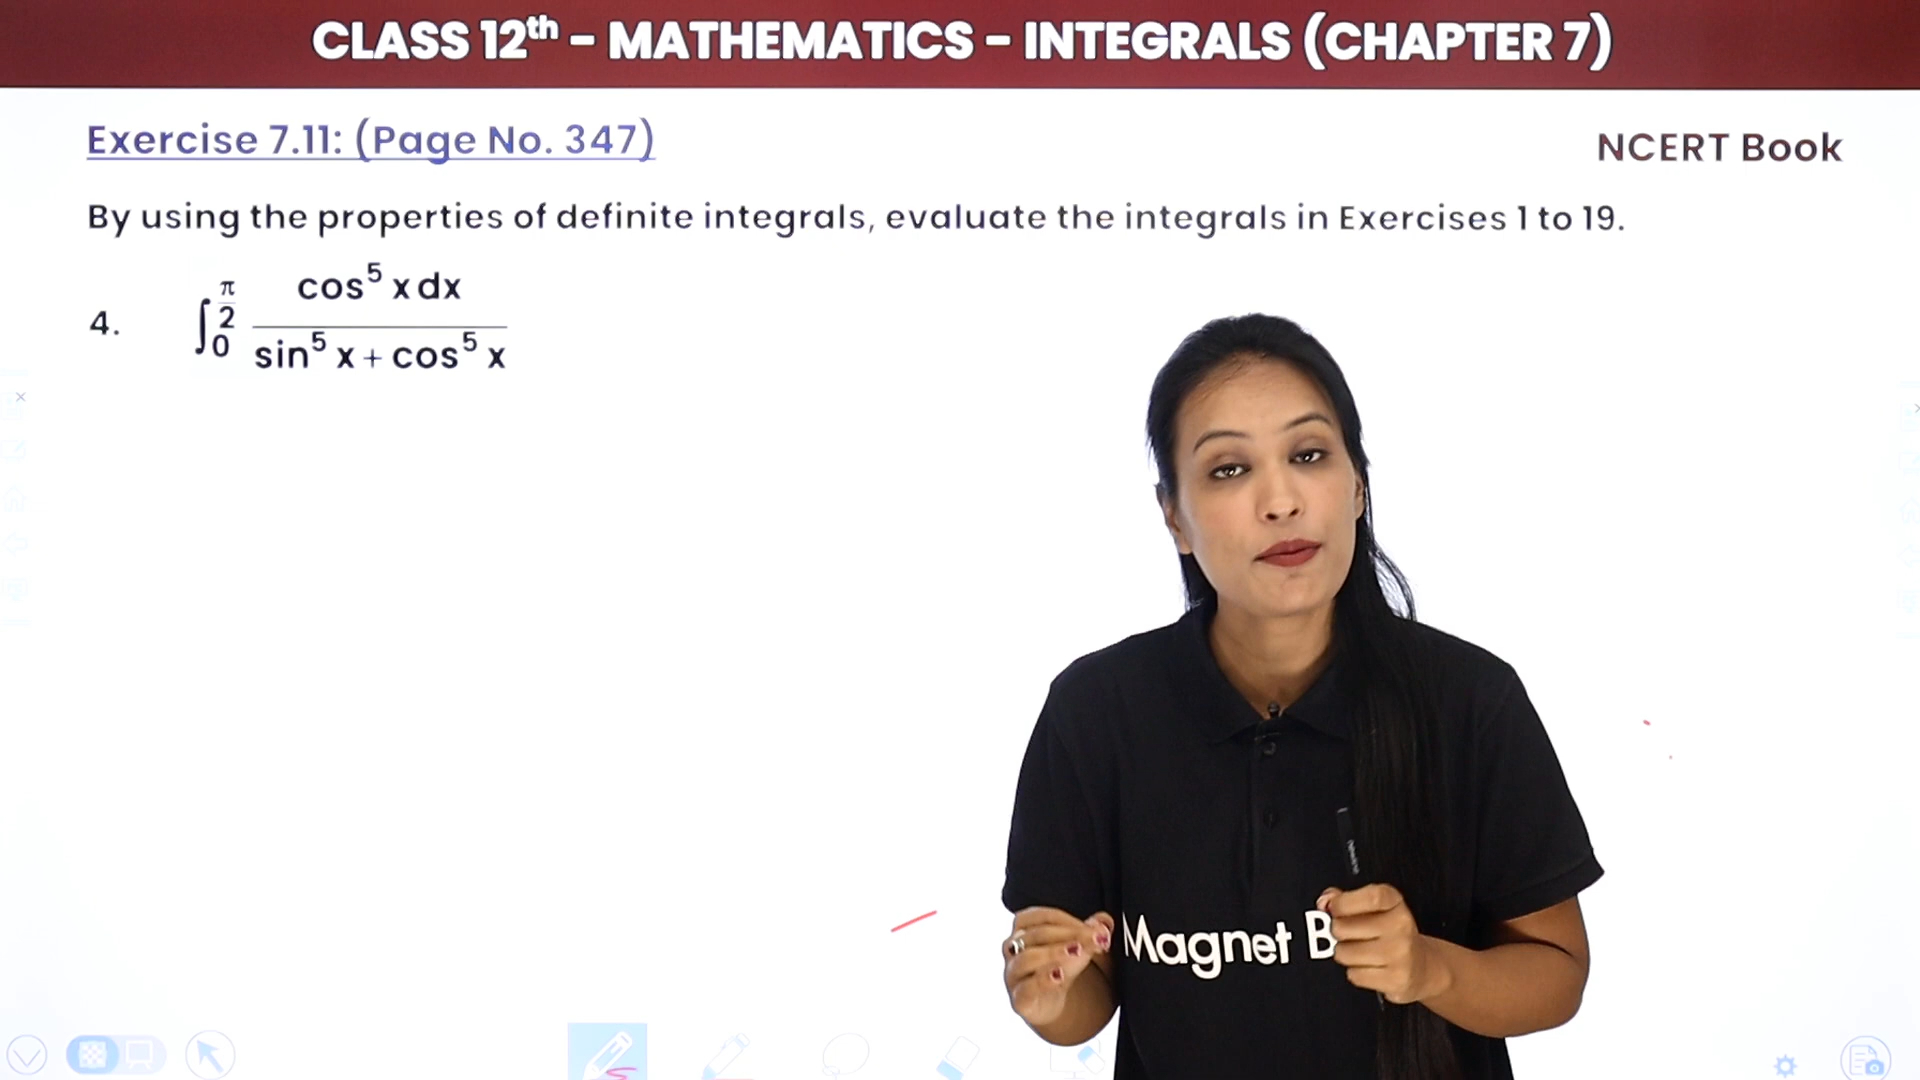 CLASS 12th – MATHEMATICS – INTEGRALS (CHAPTER 7)
Exercise 7.11: (Page No. 347)
NCERT Book
By using the properties of definite integrals, evaluate the integrals in Exercises 1 to 19.
4. ∫₀^(π/2) cos⁵ x dx / (sin⁵ x + cos⁵ x)
Magnet B